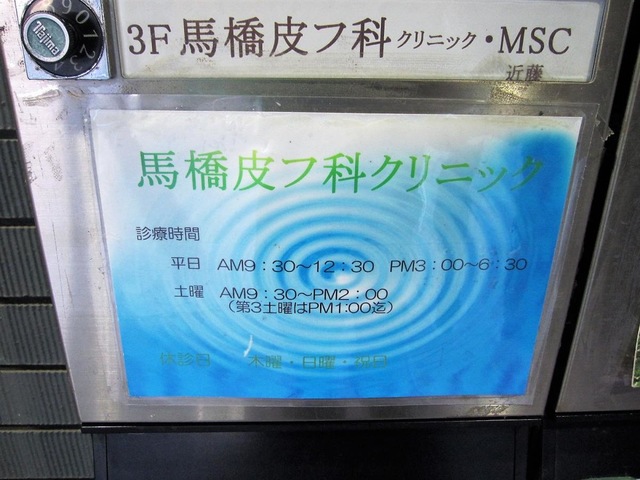 3F 馬橋皮フ科クリニック・MSC
近藤
馬橋皮フ科クリニック
診療時間
平日 AM9:30〜12:30 PM3:00〜6:30
土曜 AM9:30〜PM2:00
(第3土曜はPM1:00迄)
休診日 木曜・日曜・祝日